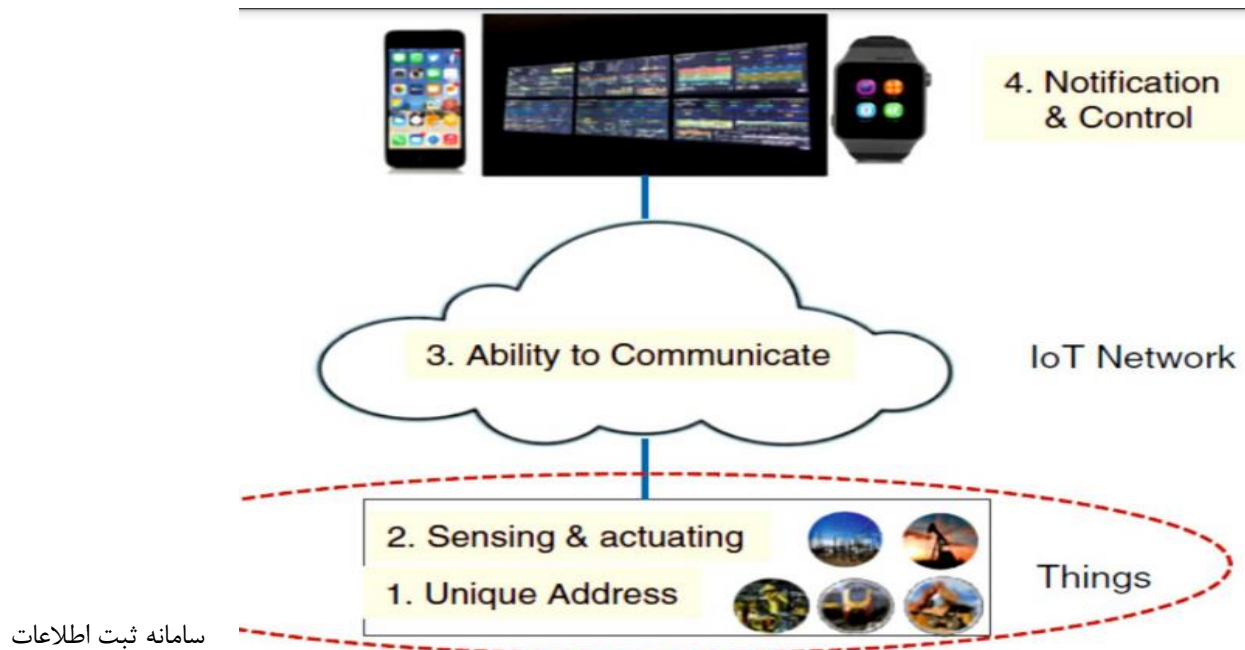 4. Notification
& Control
3. Ability to Communicate
IoT Network
2. Sensing & actuating
1. Unique Address
Things
سامانه ثبت اطلاعات